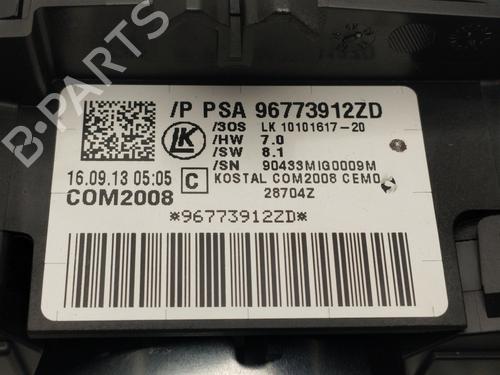 /P PSA 96773912ZD
/3OS LK 10101617-20
/HW 7.0
/SW 8.1
/SN 90433MIG0009M
16.09.13 05:05 C KOSTAL COM2008 CEMO
COM2008 28704Z
*96773912ZD*
LK
B-PARTS